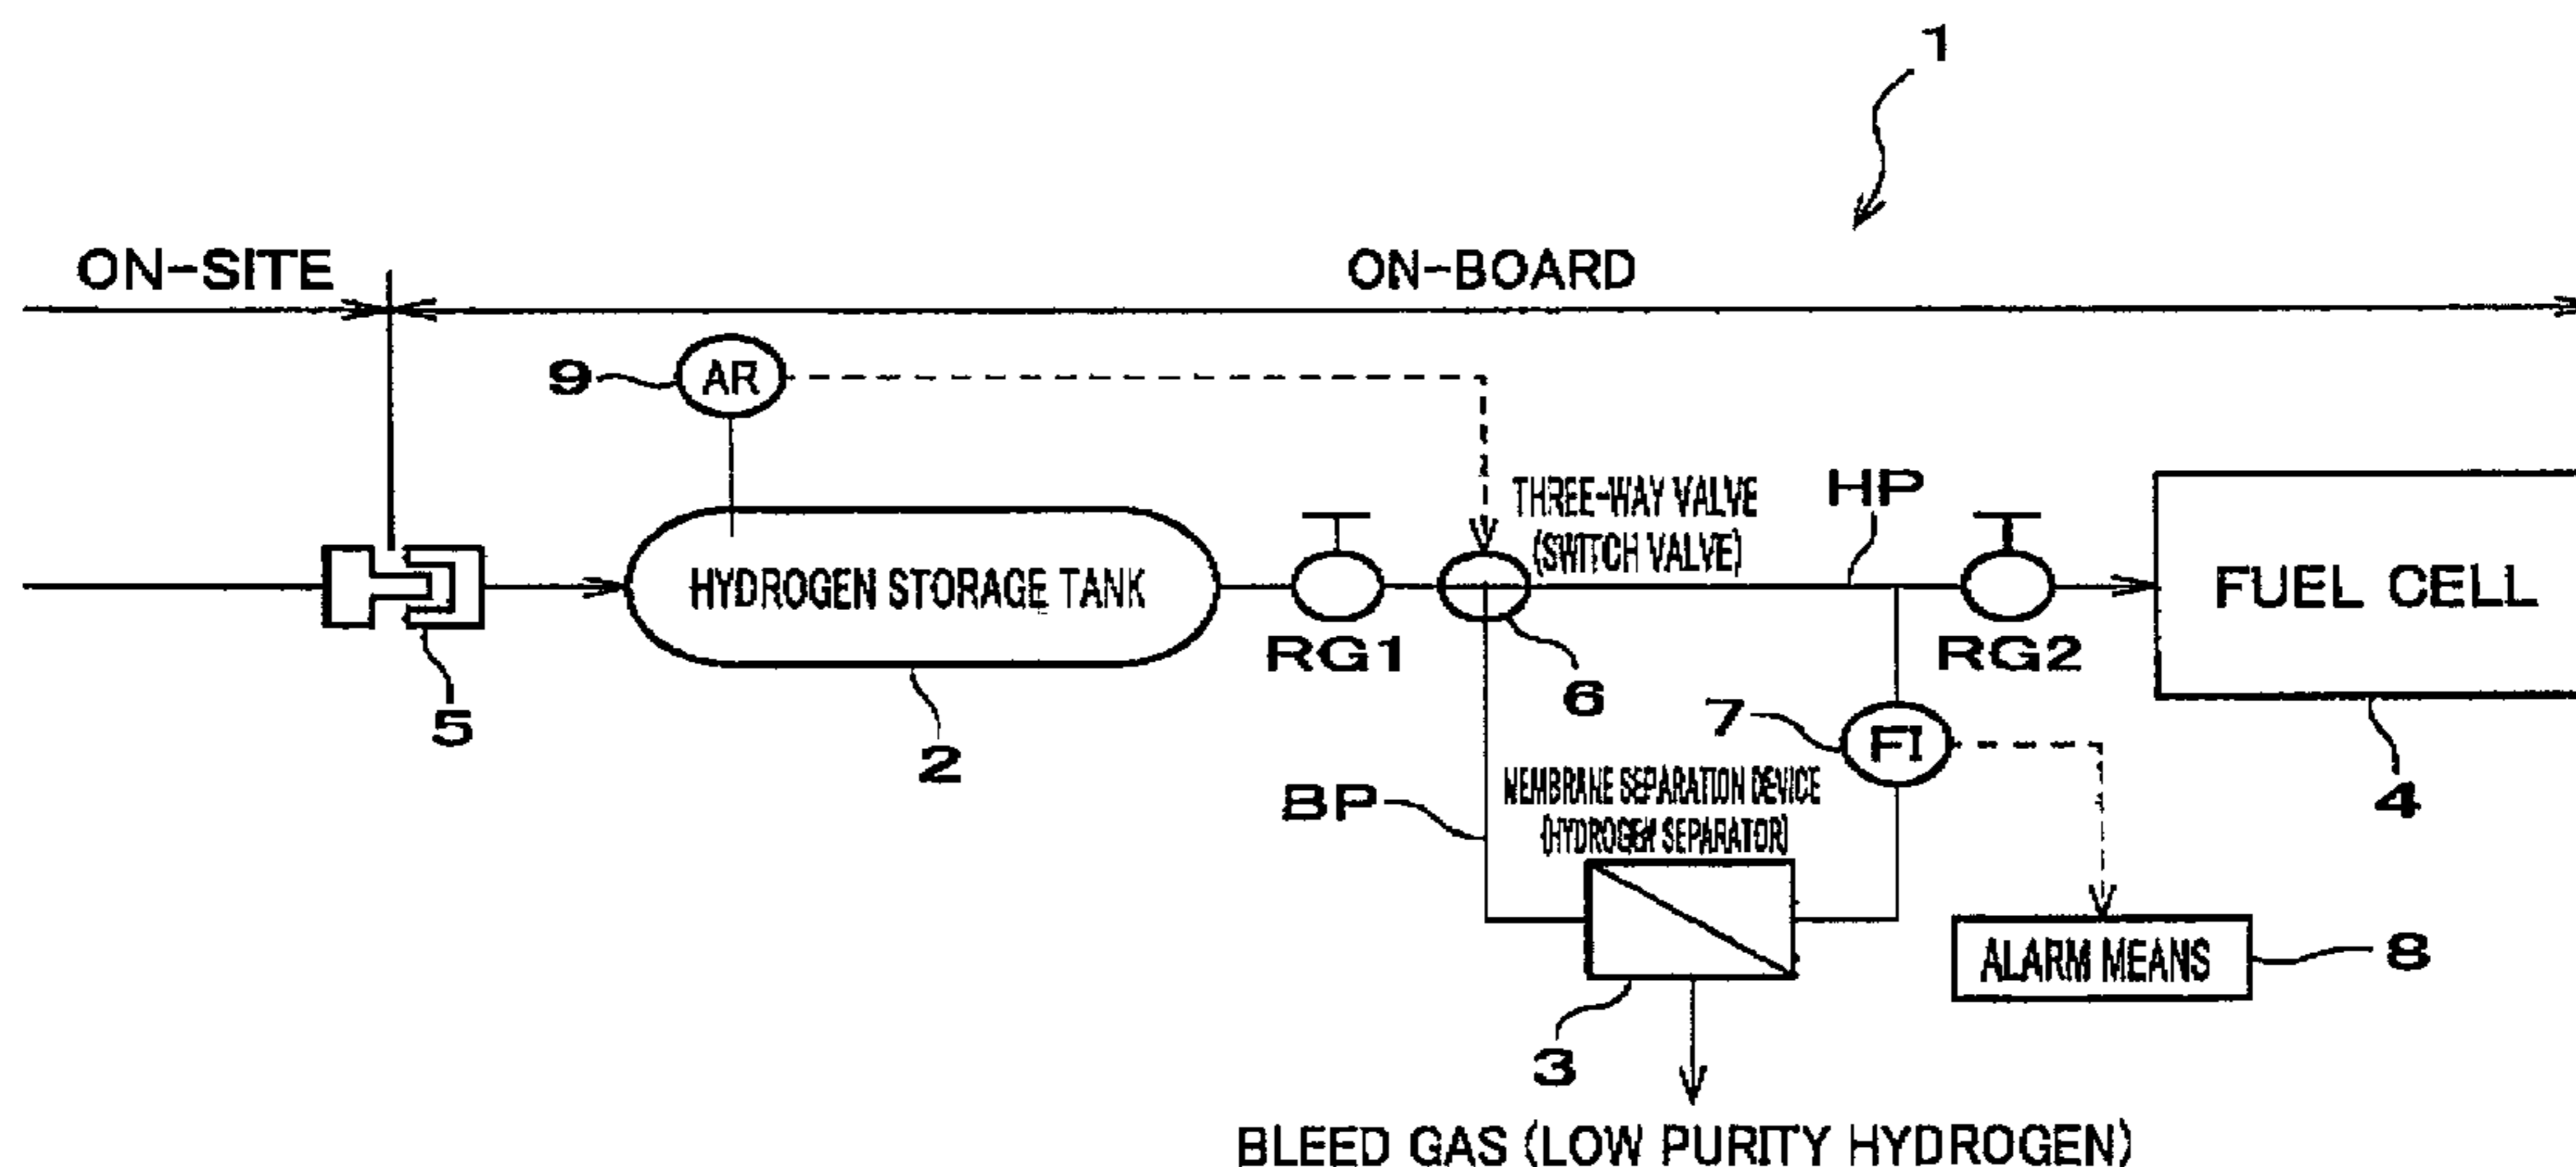 1
ON-SITE
ON-BOARD
9
AR
THREE-WAY VALVE
(SWITCH VALVE)
HP
HYDROGEN STORAGE TANK
FUEL CELL
RG1
RG2
5
2
6
7
FI
4
BP
MEMBRANE SEPARATION DEVICE
(HYDROGEN SEPARATOR)
ALARM MEANS
8
3
BLEED GAS (LOW PURITY HYDROGEN)